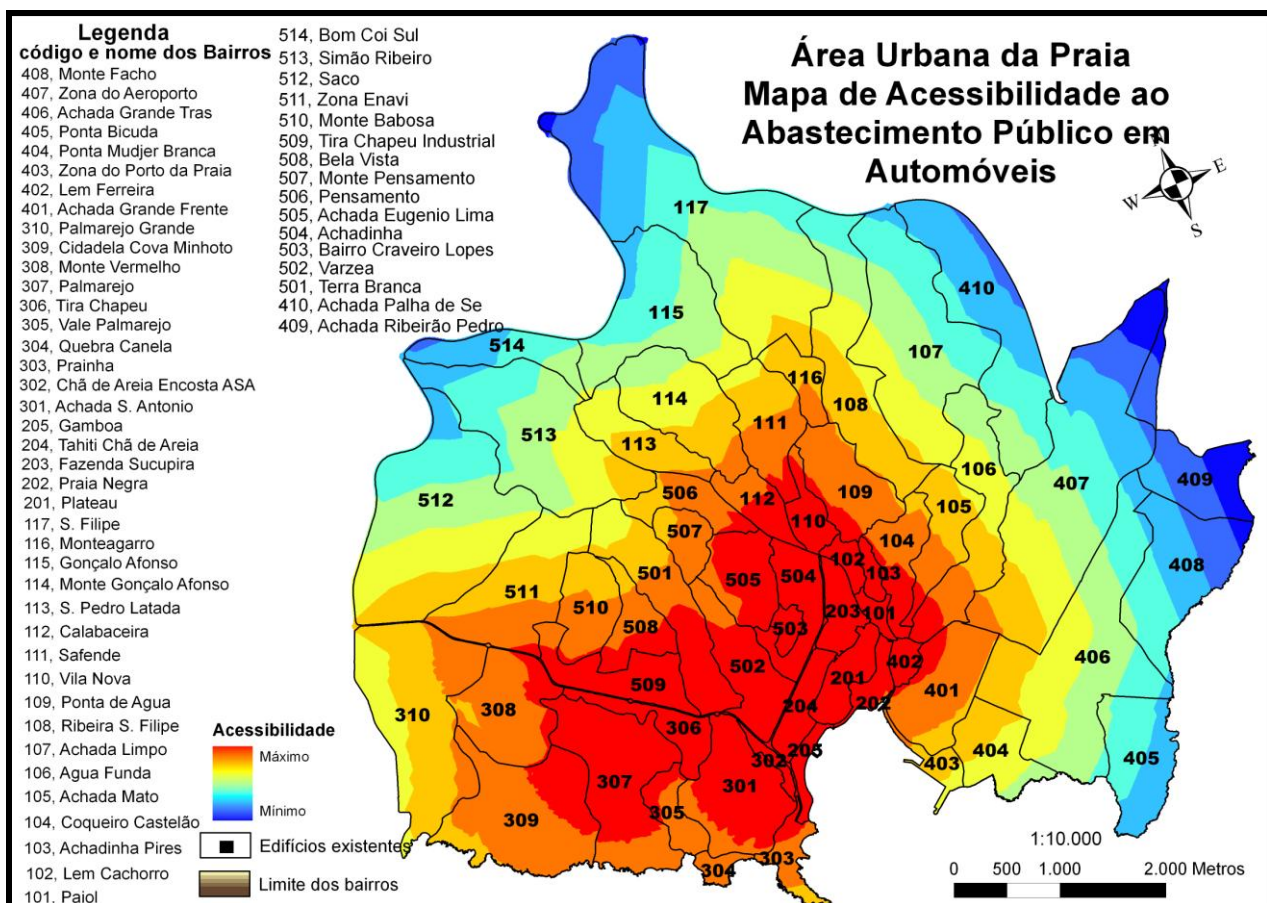 Legenda
código e nome dos Bairros
408, Monte Facho
407, Zona do Aeroporto
406, Achada Grande Tras
405, Ponta Bicuda
404, Ponta Mudjer Branca
403, Zona do Porto da Praia
402, Lem Ferreira
401, Achada Grande Frente
310, Palmarejo Grande
309, Cidadela Cova Minhoto
308, Monte Vermelho
307, Palmarejo
306, Tira Chapeu
305, Vale Palmarejo
304, Quebra Canela
303, Prainha
302, Chã de Areia Encosta ASA
301, Achada S. Antonio
205, Gamboa
204, Tahiti Chã de Areia
203, Fazenda Sucupira
202, Praia Negra
201, Plateau
117, S. Filipe
116, Monteagarro
115, Gonçalo Afonso
114, Monte Gonçalo Afonso
113, S. Pedro Latada
112, Calabaceira
111, Safende
110, Vila Nova
109, Ponta de Agua
108, Ribeira S. Filipe
107, Achada Limpo
106, Agua Funda
105, Achada Mato
104, Coqueiro Castelão
103, Achadinha Pires
102, Lem Cachorro
101, Paiol
514, Bom Coi Sul
513, Simão Ribeiro
512, Saco
511, Zona Enavi
510, Monte Babosa
509, Tira Chapeu Industrial
508, Bela Vista
507, Monte Pensamento
506, Pensamento
505, Achada Eugenio Lima
504, Achadinha
503, Bairro Craveiro Lopes
502, Varzea
501, Terra Branca
410, Achada Palha de Se
409, Achada Ribeirão Pedro
Área Urbana da Praia
Mapa de Acessibilidade ao
Abastecimento Público em
Automóveis
N
E
W
S
117
410
115
514
107
116
114
108
111
513
113
106
409
407
512
506
112
109
105
110
507
104
408
102
505
504
103
501
511
510
203
101
508
503
402
502
406
201
509
401
202
310
308
204
306
205
404
405
302
403
307
301
305
309
303
304
Acessibilidade
Máximo
Mínimo
Edifícios existentes
Limite dos bairros
1:10.000
0 500 1.000 2.000 Metros